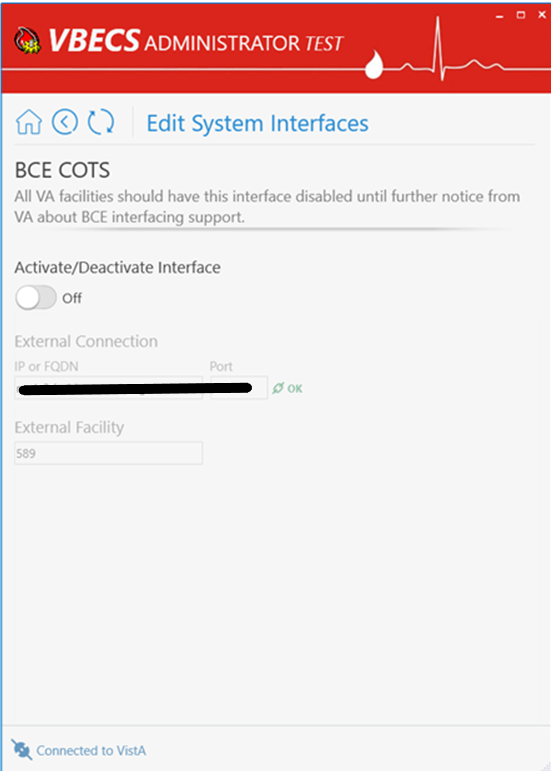 VBECS ADMINISTRATOR TEST
Edit System Interfaces
BCE COTS
All VA facilities should have this interface disabled until further notice from
VA about BCE interfacing support.
Activate/Deactivate Interface
Off
External Connection
IP or FQDN Port
OK
External Facility
589
Connected to VistA